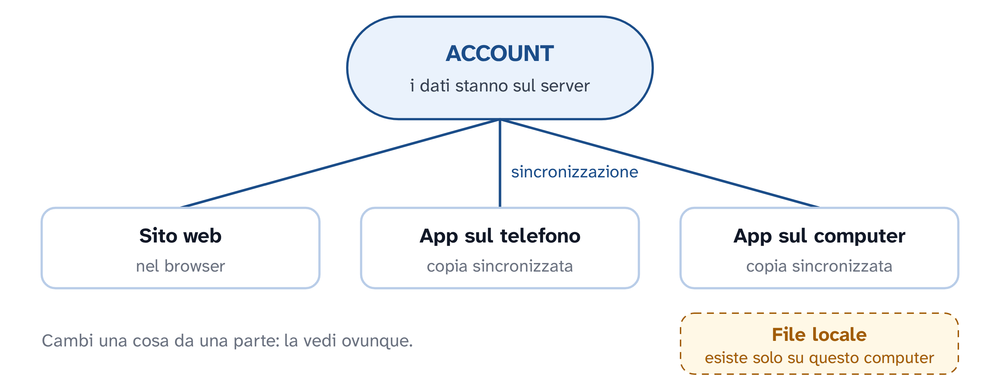 ACCOUNT
i dati stanno sul server
sincronizzazione
Sito web
nel browser
App sul telefono
copia sincronizzata
App sul computer
copia sincronizzata
Cambi una cosa da una parte: la vedi ovunque.
File locale
esiste solo su questo computer